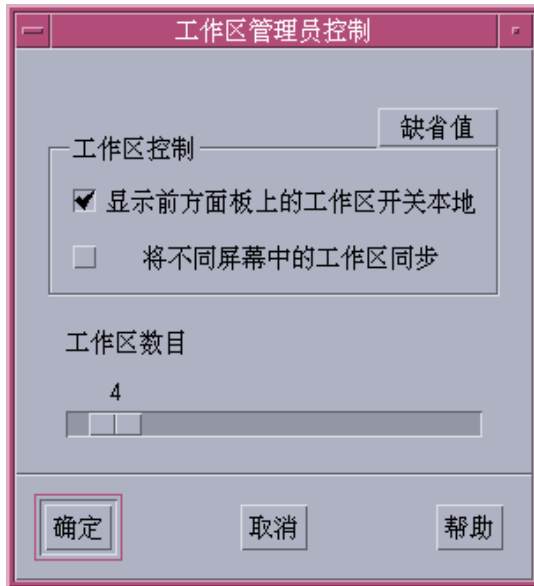 工作区管理员控制
缺省值
工作区控制
显示前方面板上的工作区开关本地
将不同屏幕中的工作区同步
工作区数目
4
确定
取消
帮助